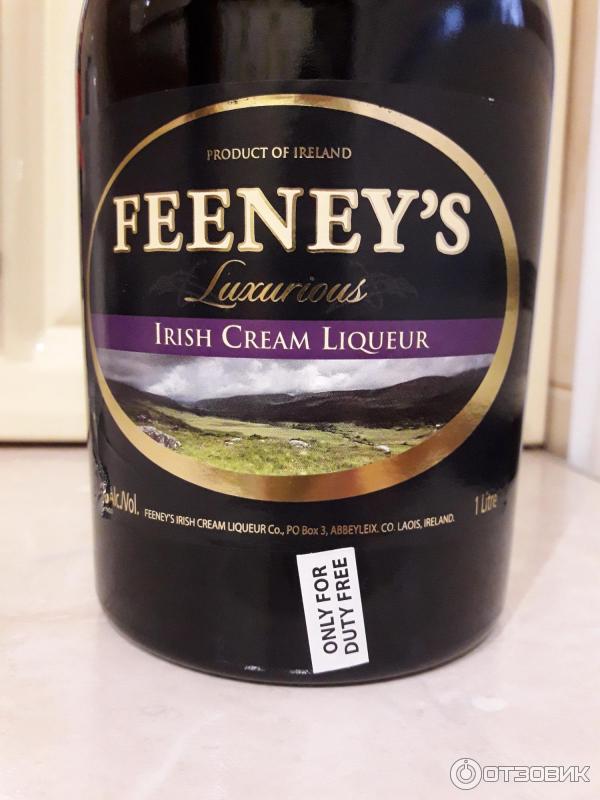 PRODUCT OF IRELAND
FEENEY'S
Luxurious
IRISH CREAM LIQUEUR
% Alc./Vol.
FEENEY'S IRISH CREAM LIQUEUR Co., PO Box 3, ABBEYLEIX. CO. LAOIS, IRELAND.
1 Litre
ONLY FOR
DUTY FREE
ОТЗОВИК